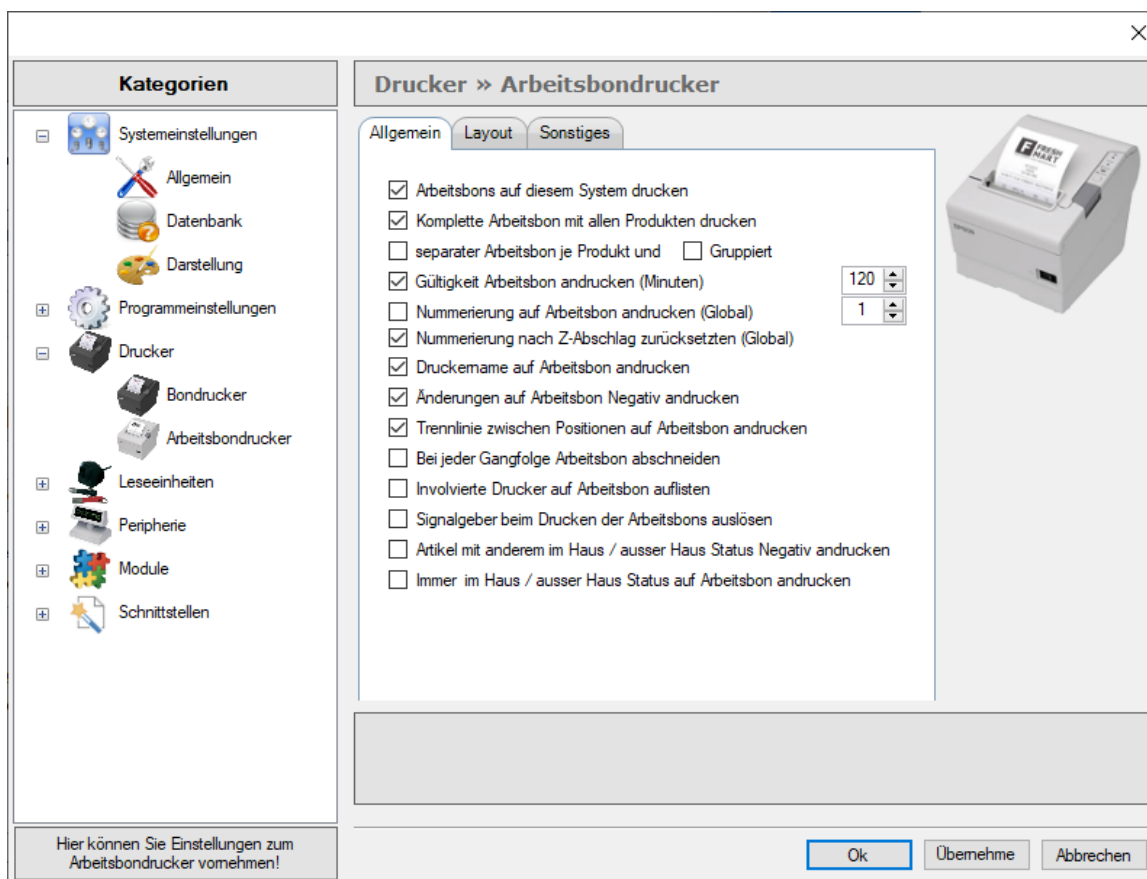 Kategorien
Systemeinstellungen
Allgemein
Datenbank
Darstellung
Programmeinstellungen
Drucker
Bondrucker
Arbeitsbondrucker
Leseeinheiten
Peripherie
Module
Schnittstellen
Hier können Sie Einstellungen zum
Arbeitsbondrucker vornehmen!
Drucker » Arbeitsbondrucker
Allgemein Layout Sonstiges
Arbeitsbons auf diesem System drucken
Komplette Arbeitsbon mit allen Produkten drucken
separater Arbeitsbon je Produkt und Gruppiert
Gültigkeit Arbeitsbon andrucken (Minuten) 120
Nummerierung auf Arbeitsbon andrucken (Global) 1
Nummerierung nach Z-Abschlag zurücksetzten (Global)
Druckername auf Arbeitsbon andrucken
Änderungen auf Arbeitsbon Negativ andrucken
Trennlinie zwischen Positionen auf Arbeitsbon andrucken
Bei jeder Gangfolge Arbeitsbon abschneiden
Involvierte Drucker auf Arbeitsbon auflisten
Signalgeber beim Drucken der Arbeitsbons auslösen
Artikel mit anderem im Haus / ausser Haus Status Negativ andrucken
Immer im Haus / ausser Haus Status auf Arbeitsbon andrucken
FRESH
MART
EPSON
Ok Übernehme Abbrechen